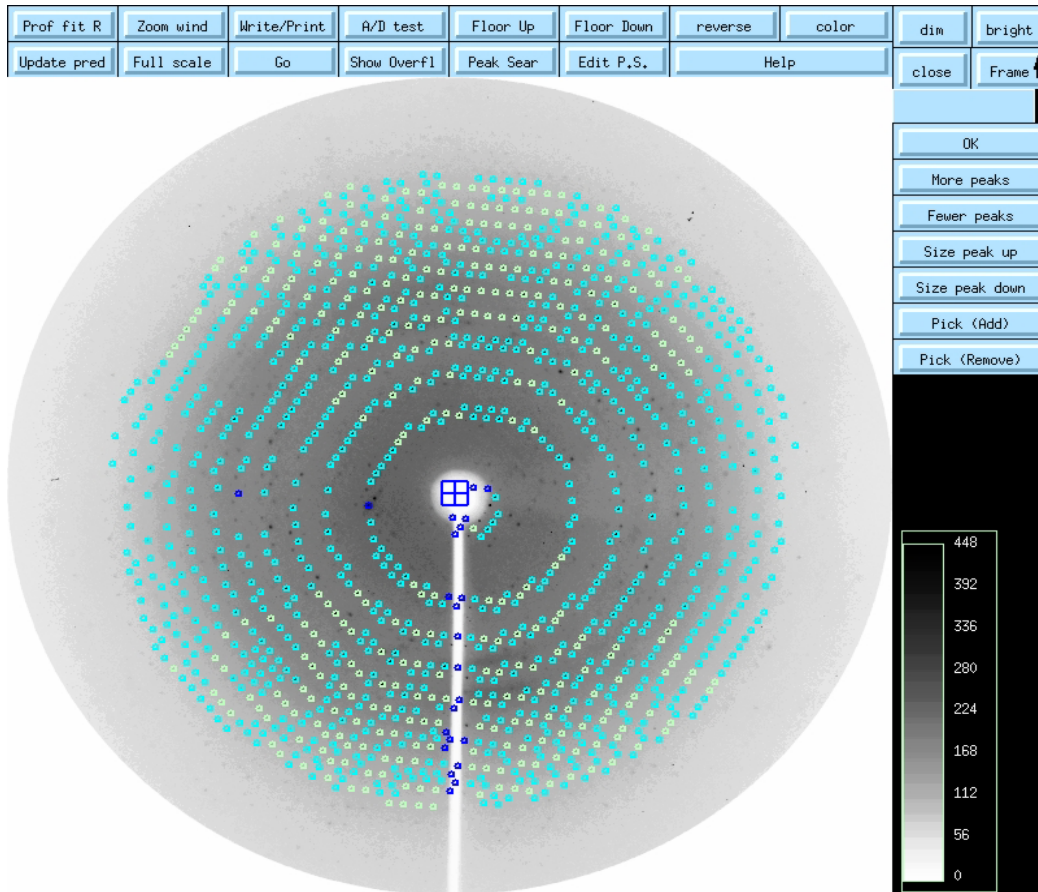 Prof fit R Zoom wind Write/Print A/D test Floor Up Floor Down reverse color dim bright
Update pred Full scale Go Show Overfl Peak Sear Edit P.S. Help close Frame
OK
More peaks
Fewer peaks
Size peak up
Size peak down
Pick (Add)
Pick (Remove)
448
392
336
280
224
168
112
56
0